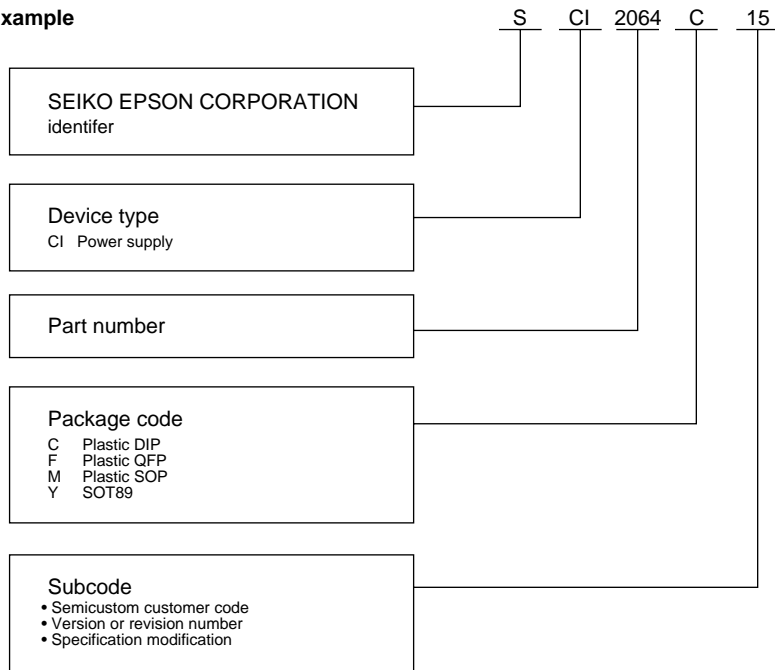 xample
S CI 2064 C 15
SEIKO EPSON CORPORATION
identifer
Device type
CI Power supply
Part number
Package code
C Plastic DIP
F Plastic QFP
M Plastic SOP
Y SOT89
Subcode
• Semicustom customer code
• Version or revision number
• Specification modification